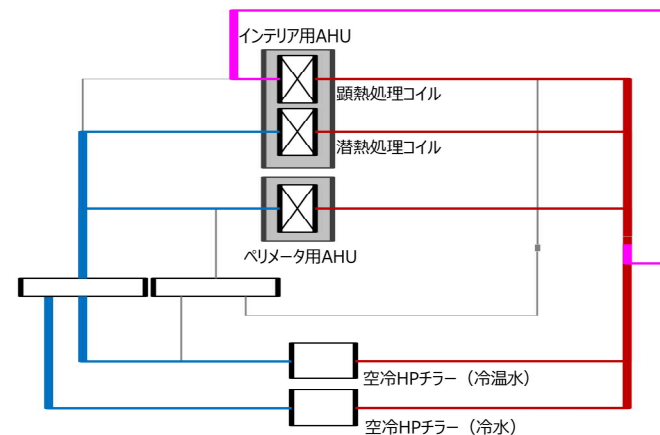 インテリア用AHU
顕熱処理コイル
潜熱処理コイル
ペリメータ用AHU
空冷HPチラー（冷温水）
空冷HPチラー（冷水）